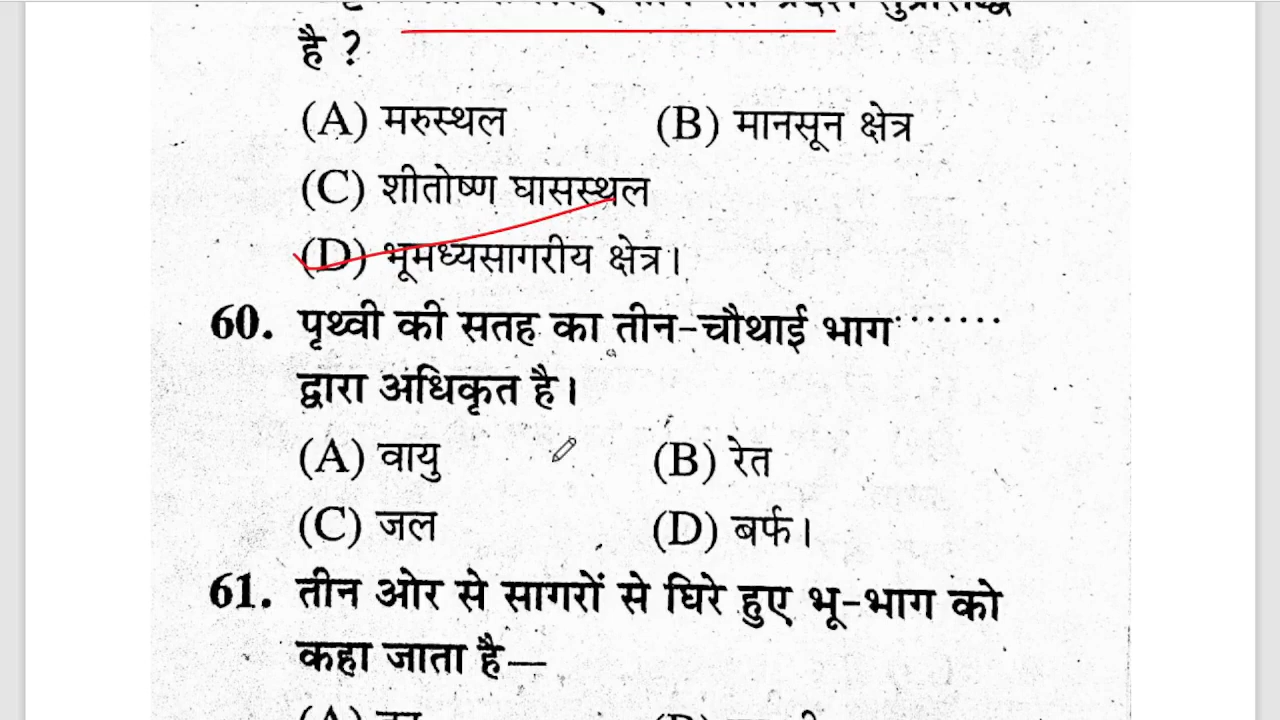 है ?
(A) मरुस्थल (B) मानसून क्षेत्र
(C) शीतोष्ण घासस्थल
(D) भूमध्यसागरीय क्षेत्र।
60. पृथ्वी की सतह का तीन-चौथाई भाग·······
द्वारा अधिकृत है।
(A) वायु (B) रेत
(C) जल (D) बर्फ।
61. तीन ओर से सागरों से घिरे हुए भू-भाग को
कहा जाता है—